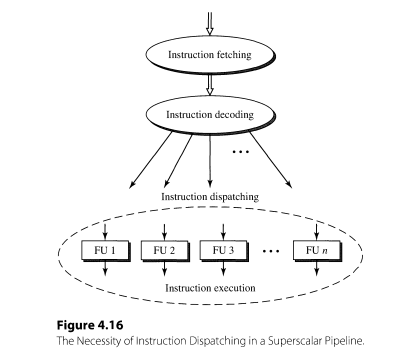 Instruction fetching
Instruction decoding
• • •
Instruction dispatching
FU 1 FU 2 FU 3 • • • FU n
Instruction execution
Figure 4.16
The Necessity of Instruction Dispatching in a Superscalar Pipeline.